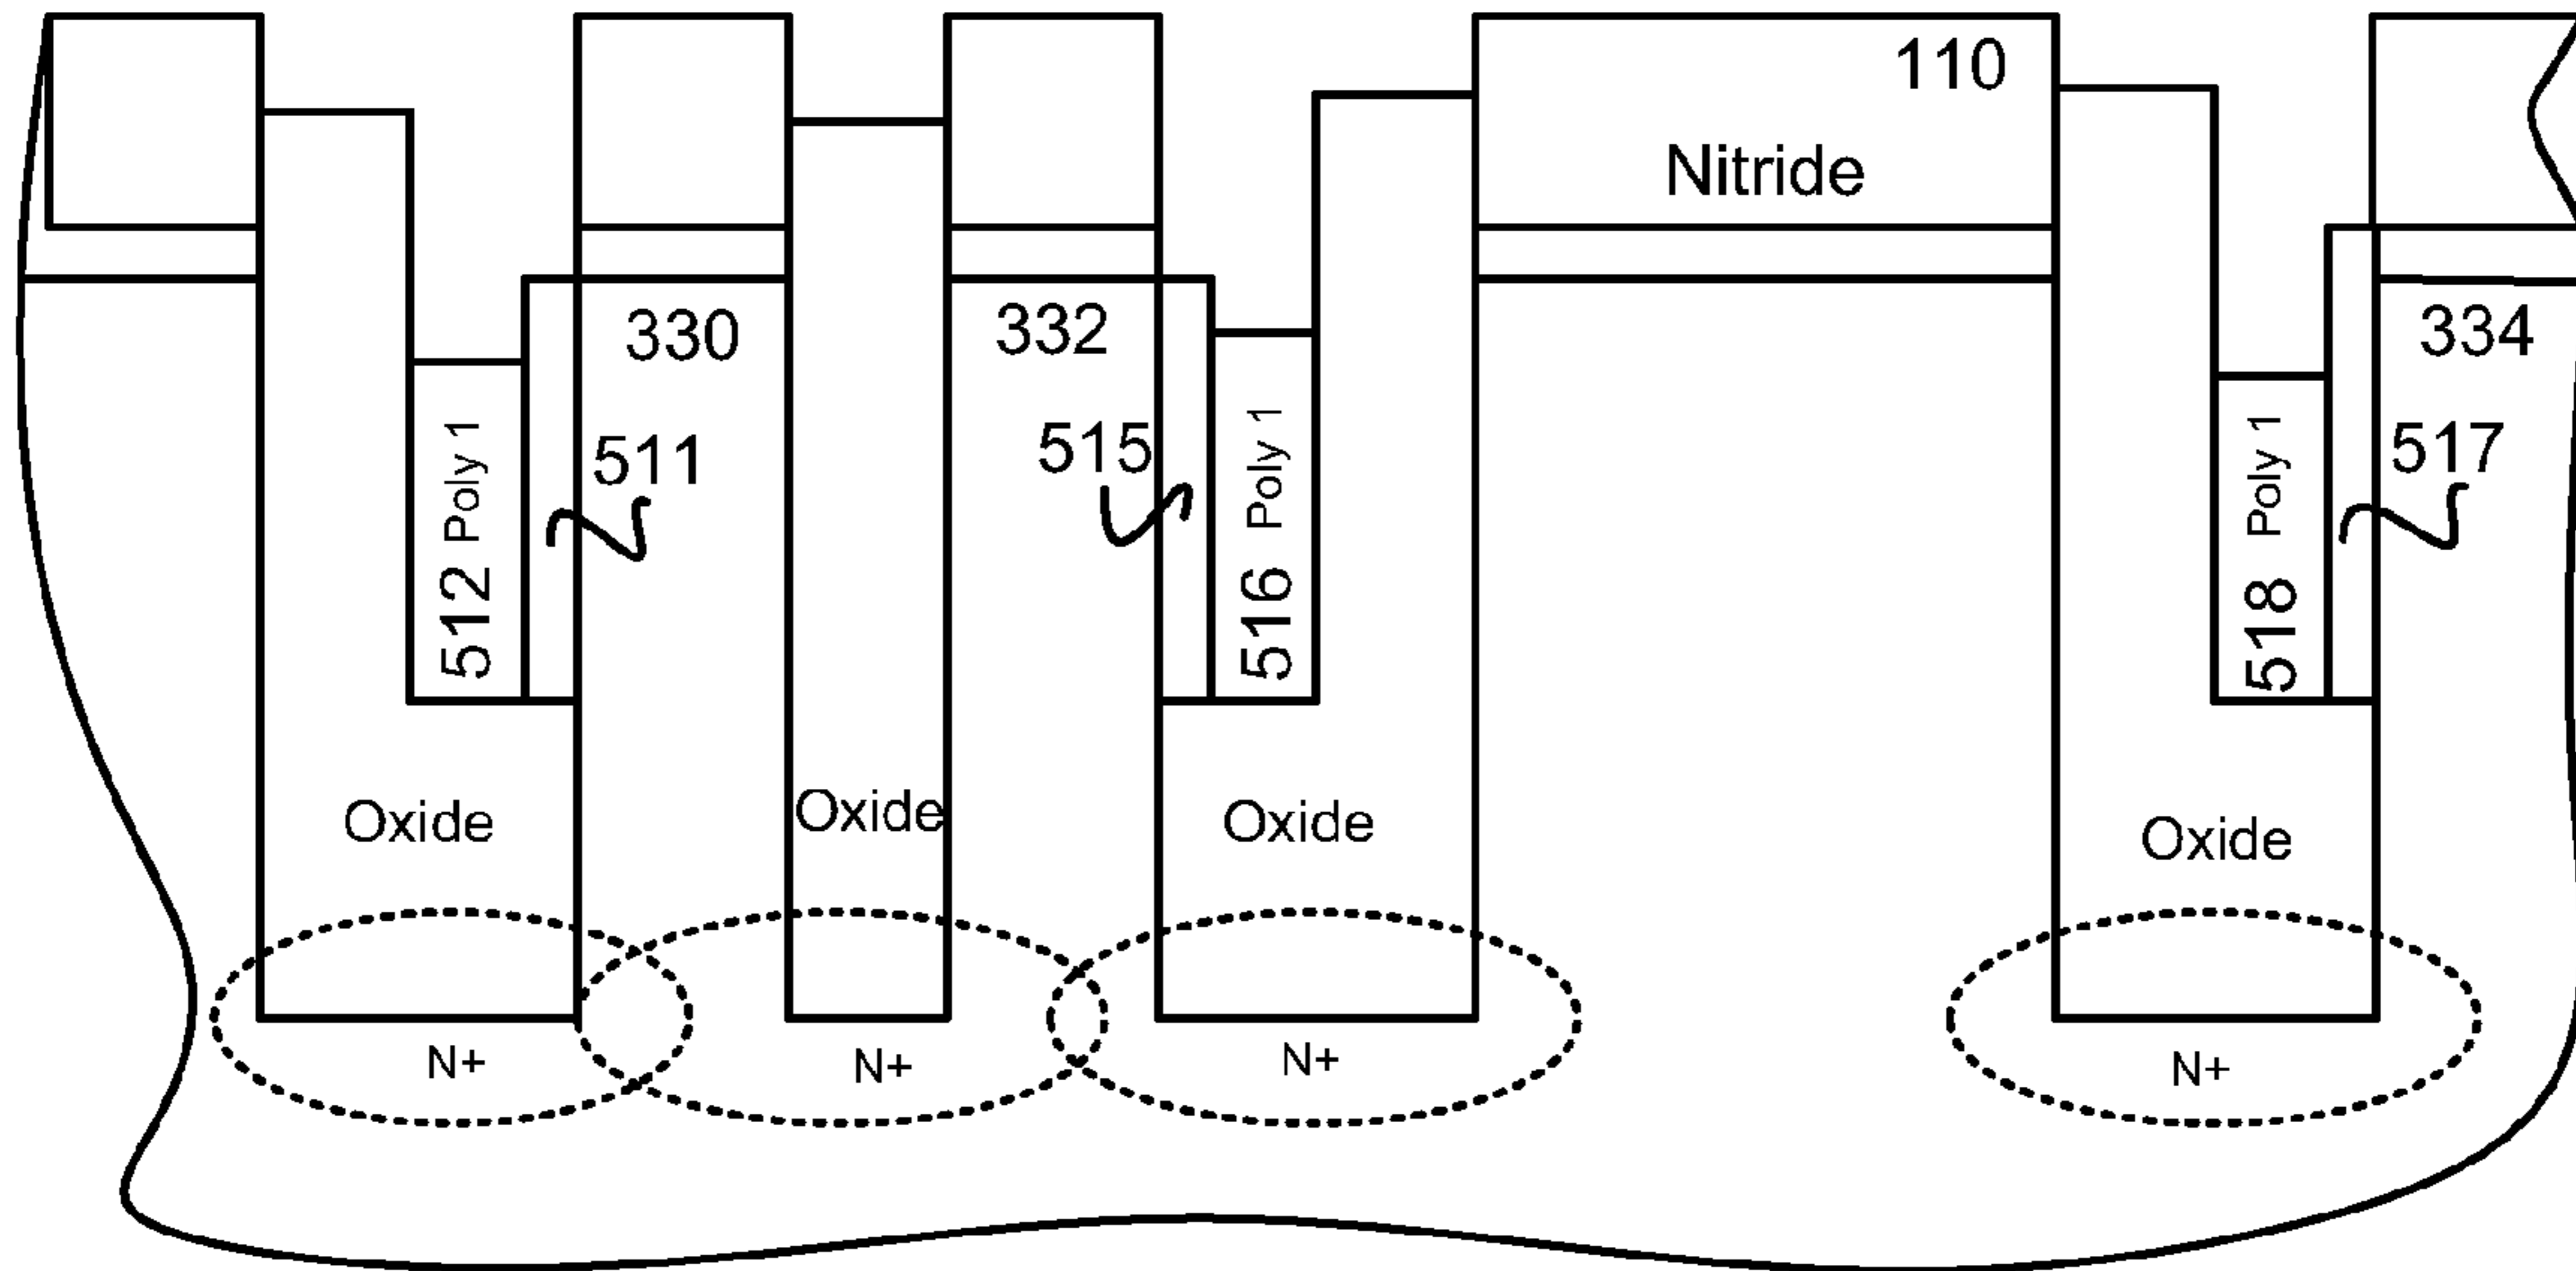 110
Nitride
330
332
334
511
515
517
512 Poly 1
516 Poly 1
518 Poly 1
Oxide
Oxide
Oxide
Oxide
N+
N+
N+
N+